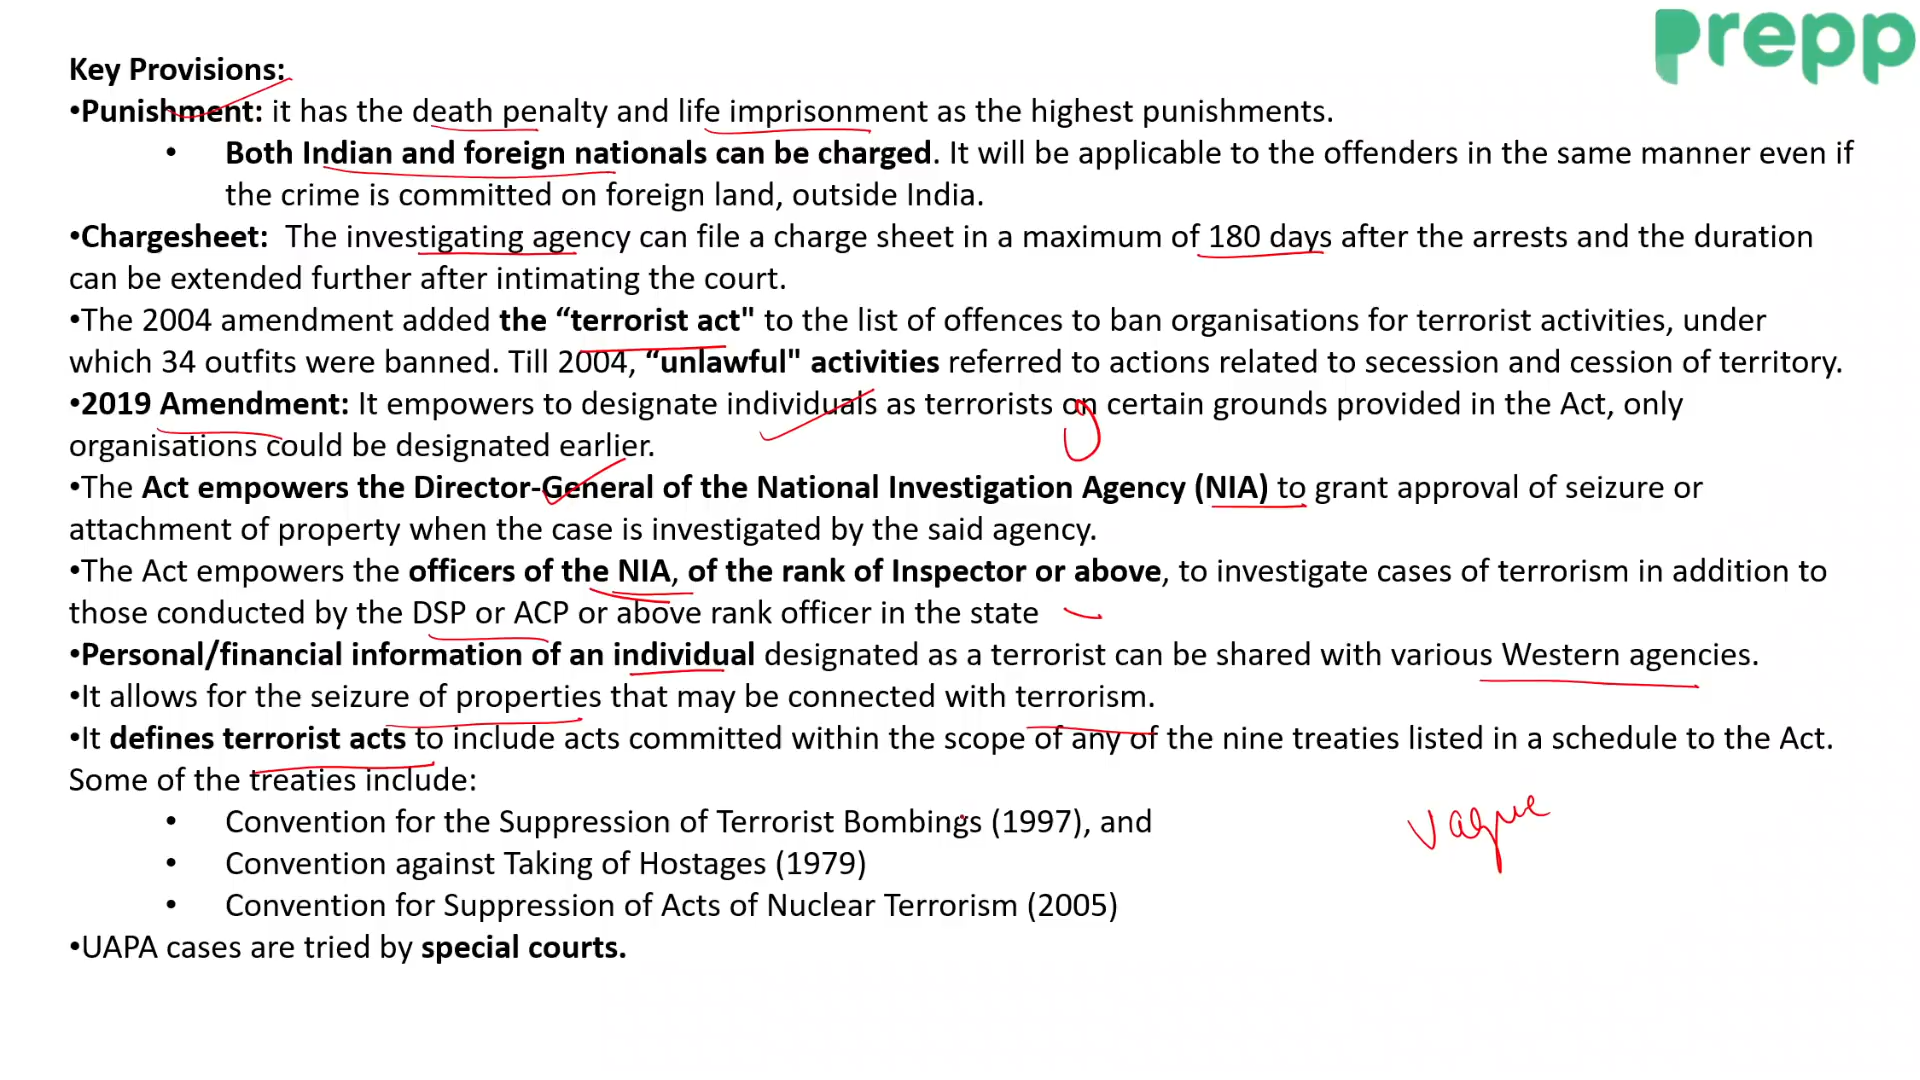 prepp
Key Provisions:
•Punishment: it has the death penalty and life imprisonment as the highest punishments.
• Both Indian and foreign nationals can be charged. It will be applicable to the offenders in the same manner even if
the crime is committed on foreign land, outside India.
•Chargesheet: The investigating agency can file a charge sheet in a maximum of 180 days after the arrests and the duration
can be extended further after intimating the court.
•The 2004 amendment added the “terrorist act" to the list of offences to ban organisations for terrorist activities, under
which 34 outfits were banned. Till 2004, “unlawful" activities referred to actions related to secession and cession of territory.
•2019 Amendment: It empowers to designate individuals as terrorists on certain grounds provided in the Act, only
organisations could be designated earlier.
•The Act empowers the Director-General of the National Investigation Agency (NIA) to grant approval of seizure or
attachment of property when the case is investigated by the said agency.
•The Act empowers the officers of the NIA, of the rank of Inspector or above, to investigate cases of terrorism in addition to
those conducted by the DSP or ACP or above rank officer in the state
•Personal/financial information of an individual designated as a terrorist can be shared with various Western agencies.
•It allows for the seizure of properties that may be connected with terrorism.
•It defines terrorist acts to include acts committed within the scope of any of the nine treaties listed in a schedule to the Act.
Some of the treaties include:
• Convention for the Suppression of Terrorist Bombings (1997), and
vague
• Convention against Taking of Hostages (1979)
• Convention for Suppression of Acts of Nuclear Terrorism (2005)
•UAPA cases are tried by special courts.